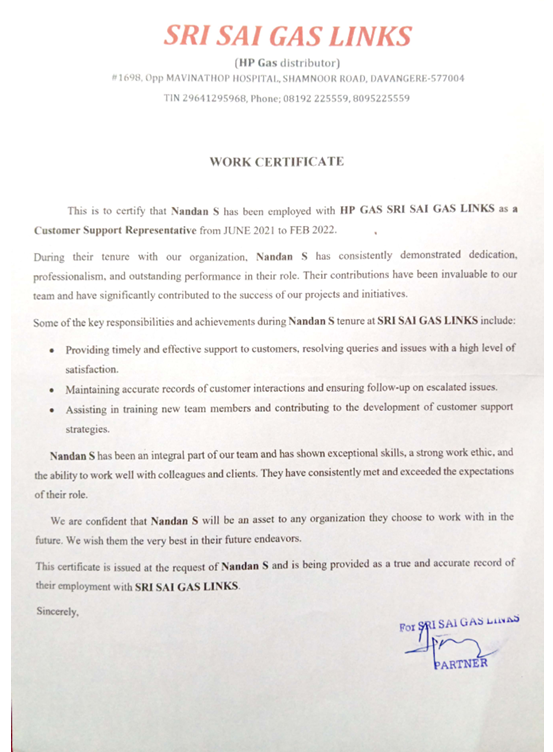 SRI SAI GAS LINKS
(HP Gas distributor)
#1698, Opp MAVINATHOP HOSPITAL, SHAMNOOR ROAD, DAVANGERE-577004
TIN 29641295968, Phone; 08192 225559, 8095225559
WORK CERTIFICATE
This is to certify that Nandan S has been employed with HP GAS SRI SAI GAS LINKS as a
Customer Support Representative from JUNE 2021 to FEB 2022.
During their tenure with our organization, Nandan S has consistently demonstrated dedication,
professionalism, and outstanding performance in their role. Their contributions have been invaluable to our
team and have significantly contributed to the success of our projects and initiatives.
Some of the key responsibilities and achievements during Nandan S tenure at SRI SAI GAS LINKS include:
• Providing timely and effective support to customers, resolving queries and issues with a high level of
satisfaction.
• Maintaining accurate records of customer interactions and ensuring follow-up on escalated issues.
• Assisting in training new team members and contributing to the development of customer support
strategies.
Nandan S has been an integral part of our team and has shown exceptional skills, a strong work ethic, and
the ability to work well with colleagues and clients. They have consistently met and exceeded the expectations
of their role.
We are confident that Nandan S will be an asset to any organization they choose to work with in the
future. We wish them the very best in their future endeavors.
This certificate is issued at the request of Nandan S and is being provided as a true and accurate record of
their employment with SRI SAI GAS LINKS.
Sincerely,
For SRI SAI GAS LINKS
PARTNER